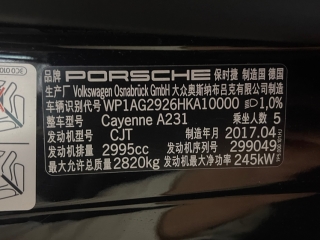 品牌 PORSCHE 保时捷 制造国 德国
生产厂 Volkswagen Osnabrück GmbH 大众奥斯纳布吕克有限公司制造
车辆识别代号 WP1AG2926HKA10000 1,0%
整车型号 Cayenne A231 乘坐人数 5
发动机型号 CJT 制造年月 2017.04
发动机排量 2995cc 发动机序列号 299049
最大允许总质量 2820kg 发动机最大净功率 245kW